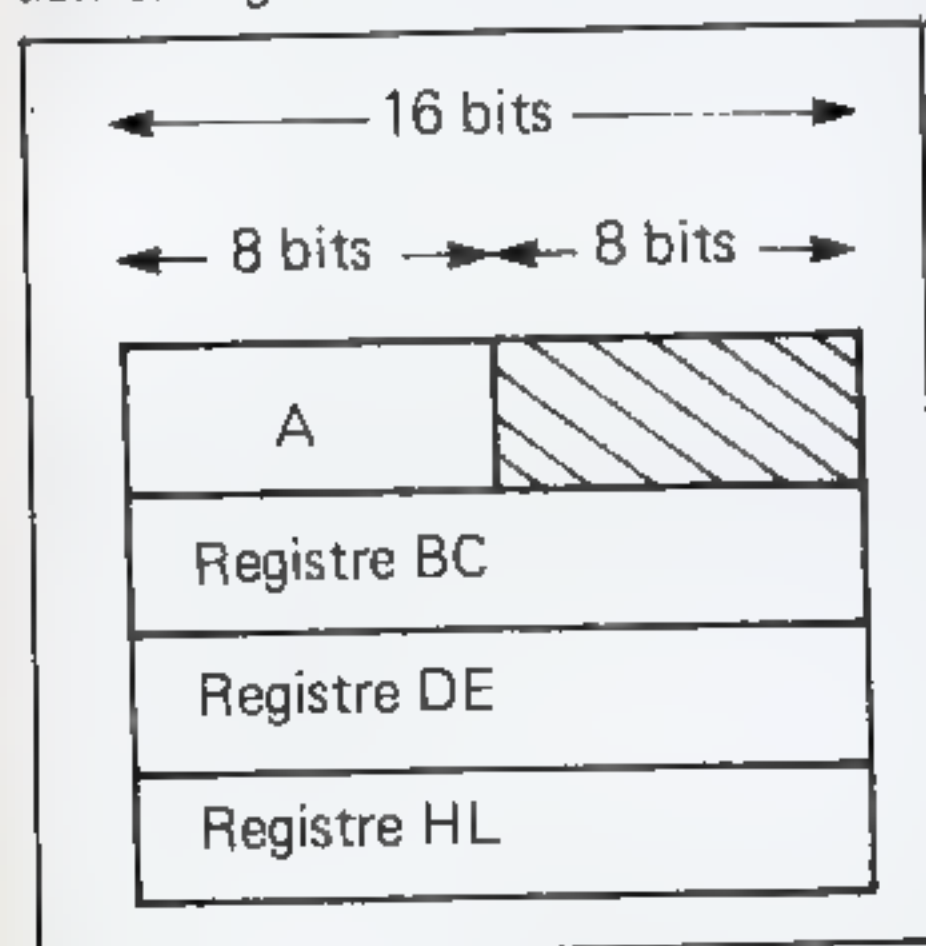 16 bits
8 bits 8 bits
A
Registre BC
Registre DE
Registre HL